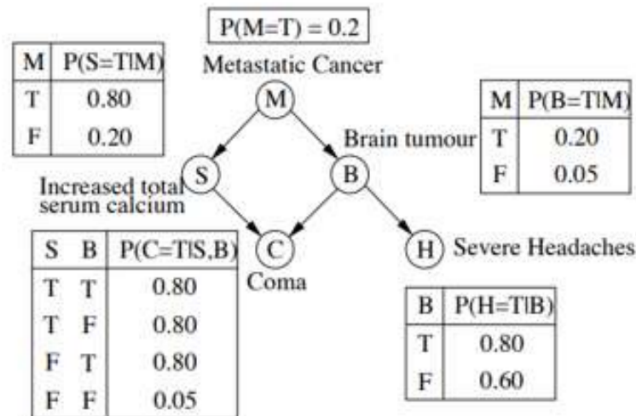 P(M=T) = 0.2
Metastatic Cancer
M P(S=T|M)
T 0.80
F 0.20
M
M P(B=T|M)
T 0.20
F 0.05
Brain tumour
S
B
Increased total
serum calcium
C
Coma
H
Severe Headaches
S B P(C=T|S,B)
T T 0.80
T F 0.80
F T 0.80
F F 0.05
B P(H=T|B)
T 0.80
F 0.60